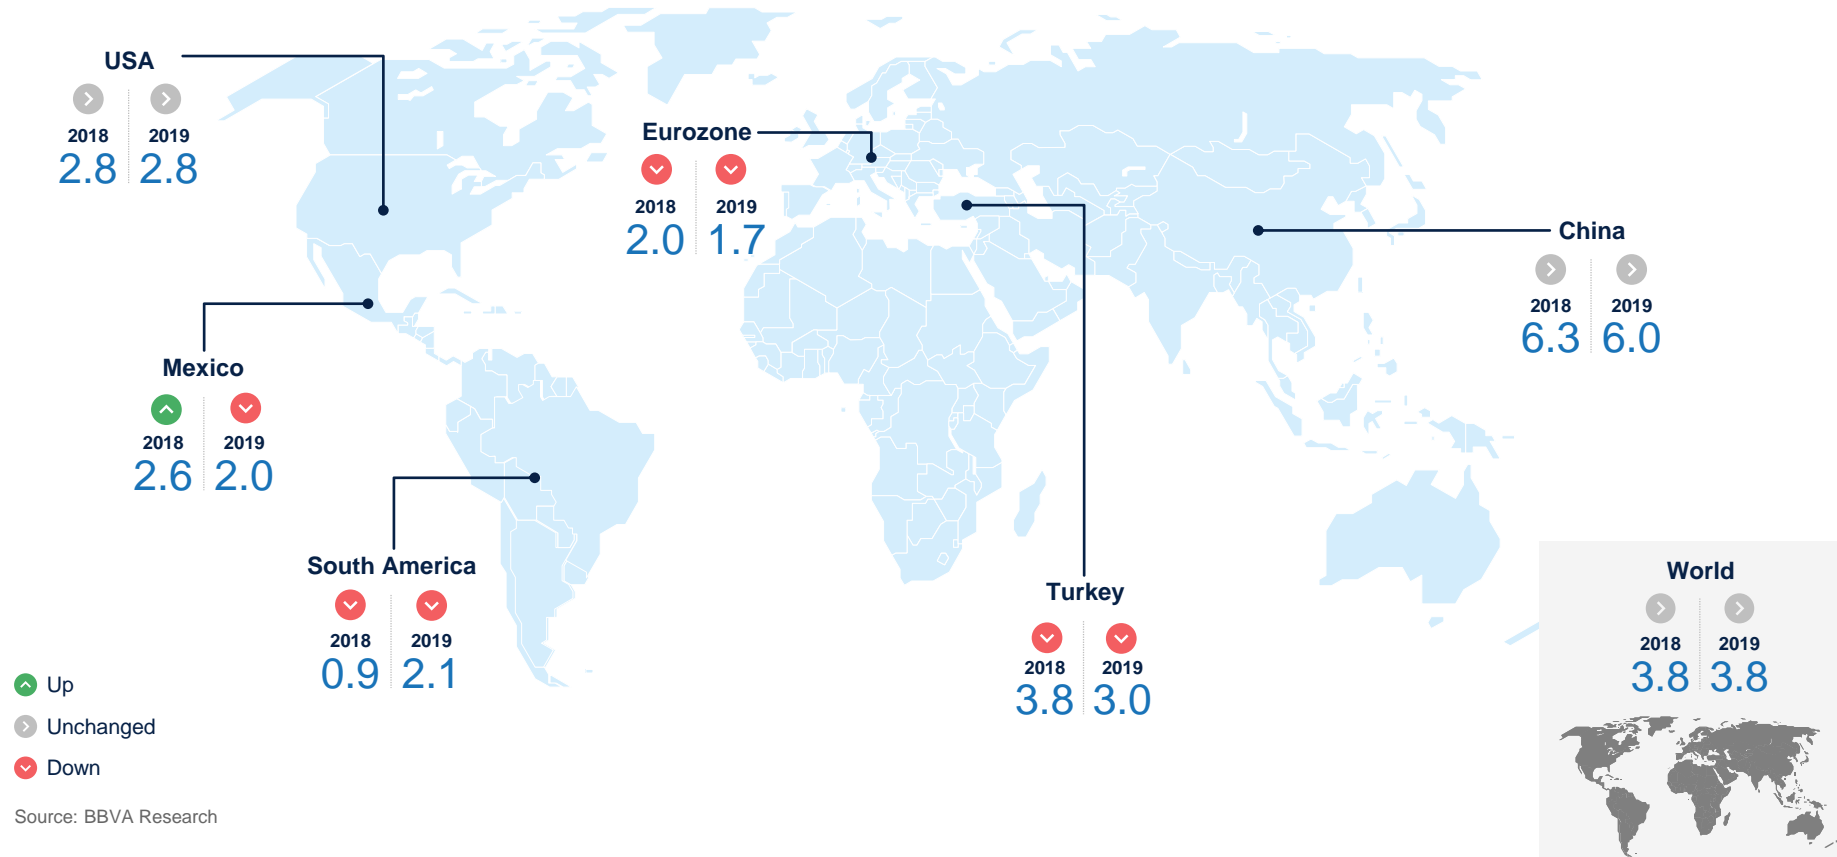 USA
2018 2019
2.8 2.8
Eurozone
2018 2019
2.0 1.7
China
2018 2019
6.3 6.0
Mexico
2018 2019
2.6 2.0
South America
2018 2019
0.9 2.1
Turkey
2018 2019
3.8 3.0
World
2018 2019
3.8 3.8
Up
Unchanged
Down
Source: BBVA Research